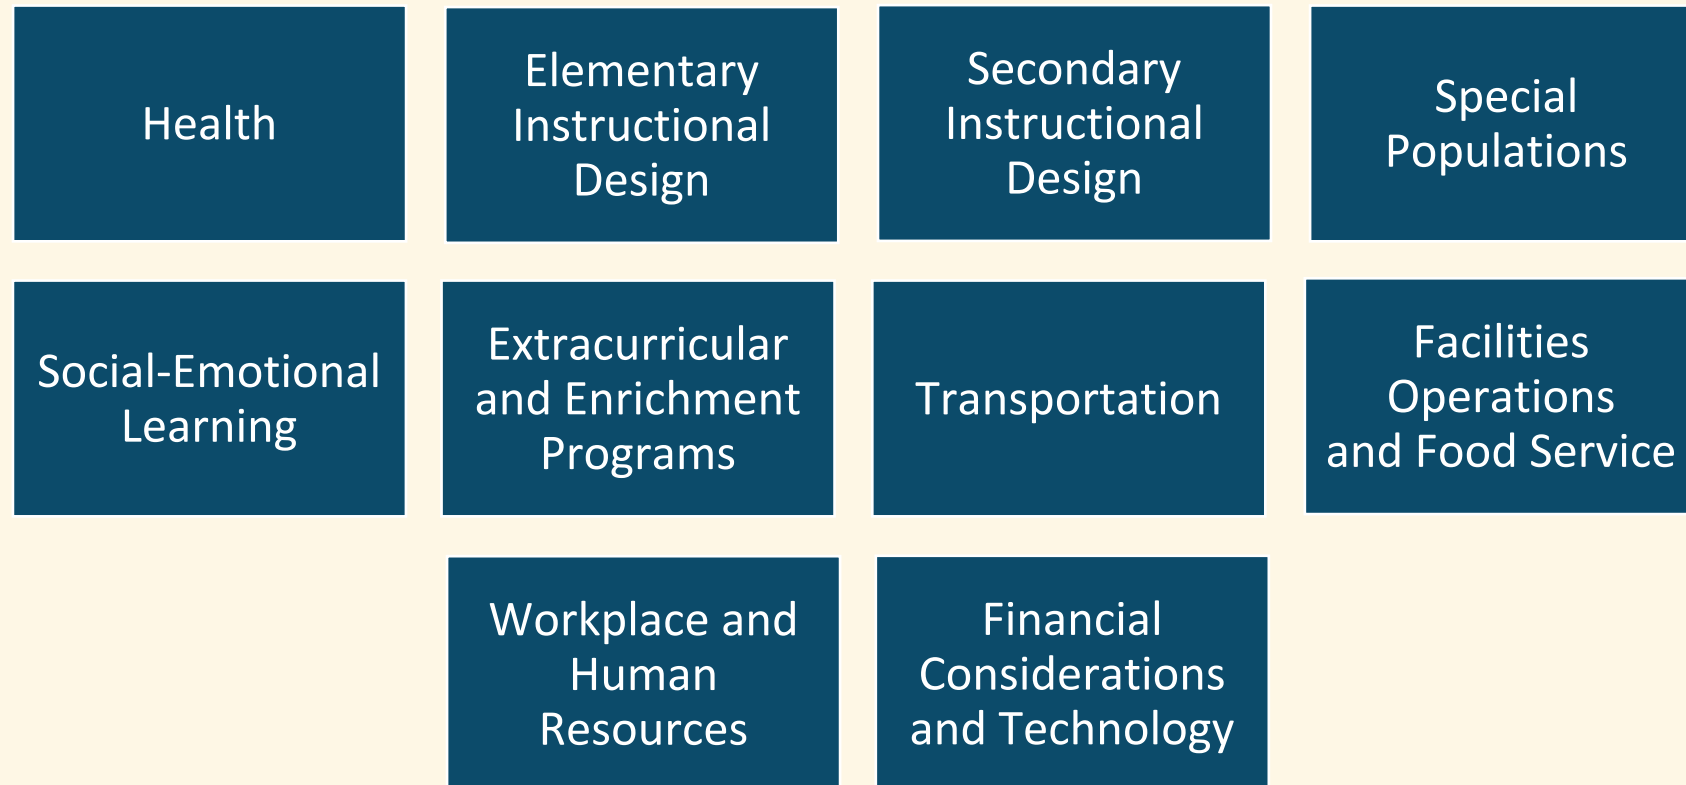 Health
Elementary
Instructional
Design
Secondary
Instructional
Design
Special
Populations
Social-Emotional
Learning
Extracurricular
and Enrichment
Programs
Transportation
Facilities
Operations
and Food Service
Workplace and
Human
Resources
Financial
Considerations
and Technology